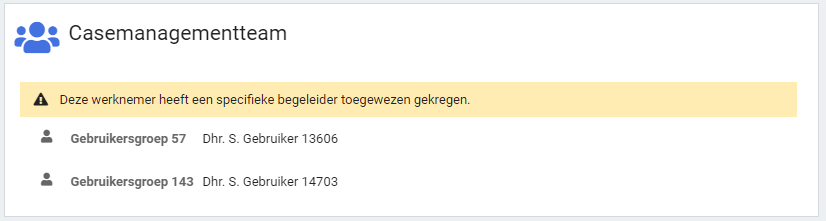 Casemanagementteam
Deze werknemer heeft een specifieke begeleider toegewezen gekregen.
Gebruikersgroep 57 Dhr. S. Gebruiker 13606
Gebruikersgroep 143 Dhr. S. Gebruiker 14703